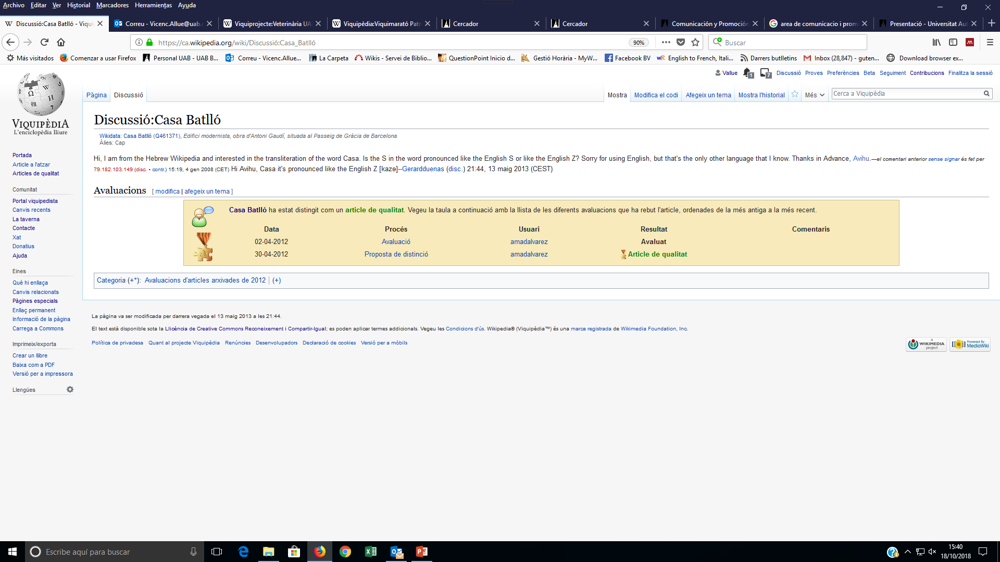 Archivo Editar Ver Historial Marcadores Herramientas Ayuda
Discussió:Casa Batlló - Viqui
Correu - Vicenc.Allue@uab.
Viquiprojecte:Veterinària UA
Viquipèdia:Viquimarató Pat
Cercador
Cercador
Comunicación y Promoción
area de comunicacio i prom
Presentació - Universitat Au
https://ca.wikipedia.org/wiki/Discussió:Casa_Batlló
90%
Buscar
Más visitados Comenzar a usar Firefox Personal UAB - UAB B... Correu - Vicenc.Allue... La Carpeta Wikis - Servei de Biblio... QuestionPoint Inicio d... Gestió Horària - MyW... Facebook BV English to French, Itali... Darrers butlletins Inbox (28,847) - guten... Download browser ex...
Vallue 1 7 Discussió Proves Preferències Beta Seguiment Contribucions Finalitza la sessió
Pàgina Discussió Mostra Modifica el codi Afegeix un tema Mostra l'historial Més Cerca a Viquipèdia
VIQUIPÈDIA
L'enciclopèdia lliure
Portada
Article a l'atzar
Articles de qualitat
Comunitat
Portal viquipedista
Canvis recents
La taverna
Contacte
Xat
Donatius
Ajuda
Eines
Què hi enllaça
Canvis relacionats
Pàgines especials
Enllaç permanent
Informació de la pàgina
Carrega a Commons
Imprimeix/exporta
Crear un llibre
Baixa com a PDF
Versió per a impressora
Llengües
Discussió:Casa Batlló
Wikidata: Casa Batlló (Q461371), Edifici modernista, obra d'Antoni Gaudí, situada al Passeig de Gràcia de Barcelona
Àlies: Cap
Hi, I am from the Hebrew Wikipedia and interested in the transliteration of the word Casa. Is the S in the word pronounced like the English S or like the English Z? Sorry for using English, but that's the only other language that I know. Thanks in Advance, Avihu.—el comentari anterior sense signar és fet per
79.182.103.149 (disc. • contr.) 15:19, 4 gen 2008 (CET) Hi Avihu, Casa it's pronounced like the English Z [kazə]--Gerardduenas (disc.) 21:44, 13 maig 2013 (CEST)
Avaluacions [ modifica | afegeix un tema ]
Casa Batlló ha estat distingit com un article de qualitat. Vegeu la taula a continuació amb la llista de les diferents avaluacions que ha rebut l'article, ordenades de la més antiga a la més recent.
Data Procés Usuari Resultat Comentaris
02-04-2012 Avaluació amadalvarez Avaluat
30-04-2012 Proposta de distinció amadalvarez Article de qualitat
Categoria (++): Avaluacions d'articles arxivades de 2012 | (+)
La pàgina va ser modificada per darrera vegada el 13 maig 2013 a les 21:44.
El text està disponible sota la Llicència de Creative Commons Reconeixement i Compartir-Igual; es poden aplicar termes addicionals. Vegeu les Condicions d'ús. Wikipedia® (Viquipèdia™) és una marca registrada de Wikimedia Foundation, Inc.
Política de privadesa Quant al projecte Viquipèdia Renúncies Desenvolupadors Declaració de cookies Versió per a mòbils
a WIKIMEDIA project
Powered By MediaWiki
Escribe aquí para buscar
15:40
18/10/2018